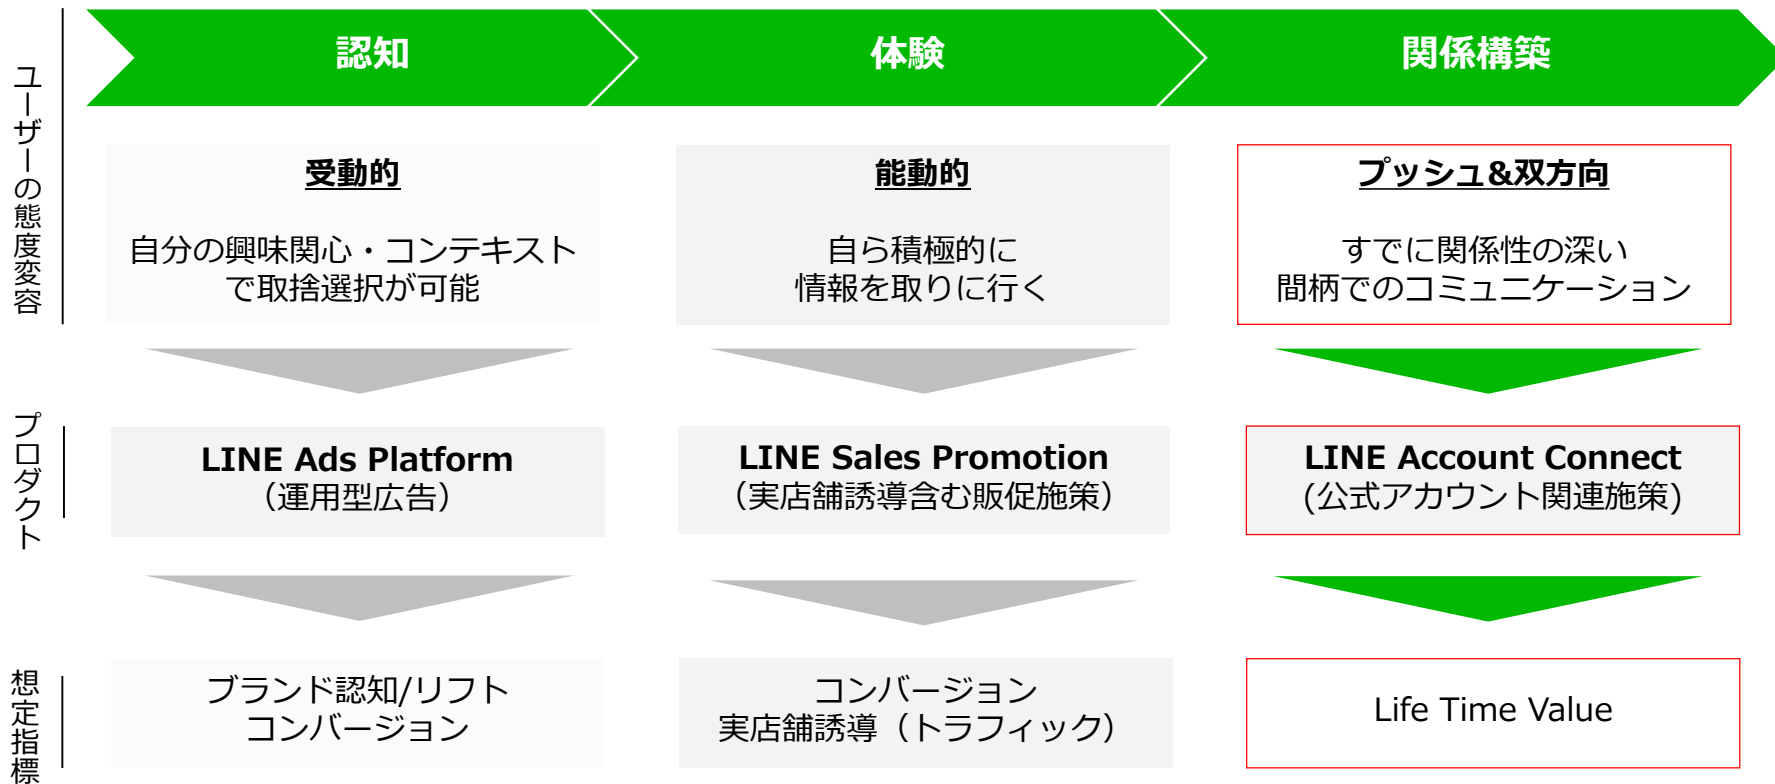 認知
体験
関係構築
ユーザーの態度変容
受動的
自分の興味関心・コンテキスト
で取捨選択が可能
能動的
自ら積極的に
情報を取りに行く
プッシュ&双方向
すでに関係性の深い
間柄でのコミュニケーション
プロダクト
LINE Ads Platform
（運用型広告）
LINE Sales Promotion
（実店舗誘導含む販促施策）
LINE Account Connect
(公式アカウント関連施策)
想定指標
ブランド認知/リフト
コンバージョン
コンバージョン
実店舗誘導（トラフィック）
Life Time Value